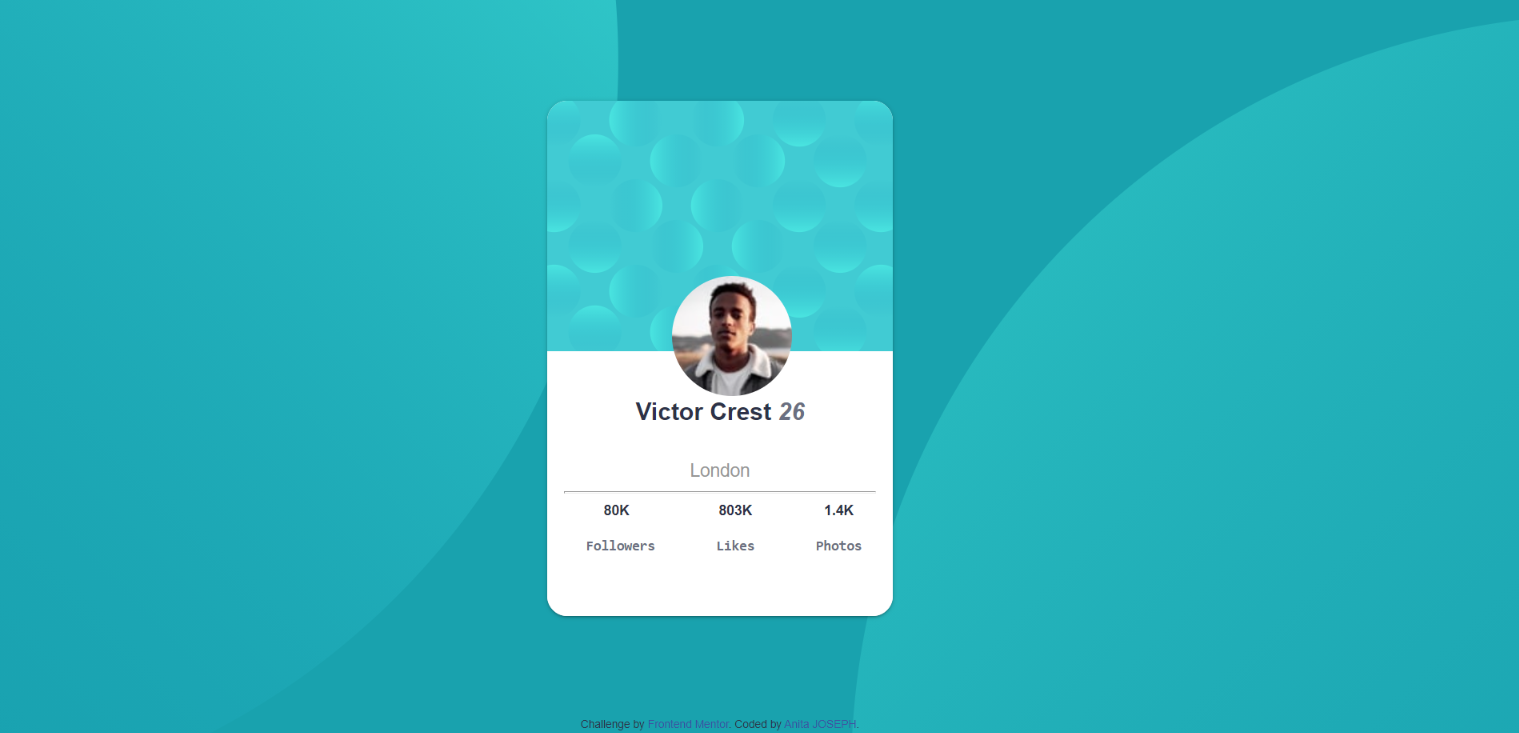 Victor Crest 26
London
80K 803K 1.4K
Followers Likes Photos
Challenge by Frontend Mentor. Coded by Anita JOSEPH.